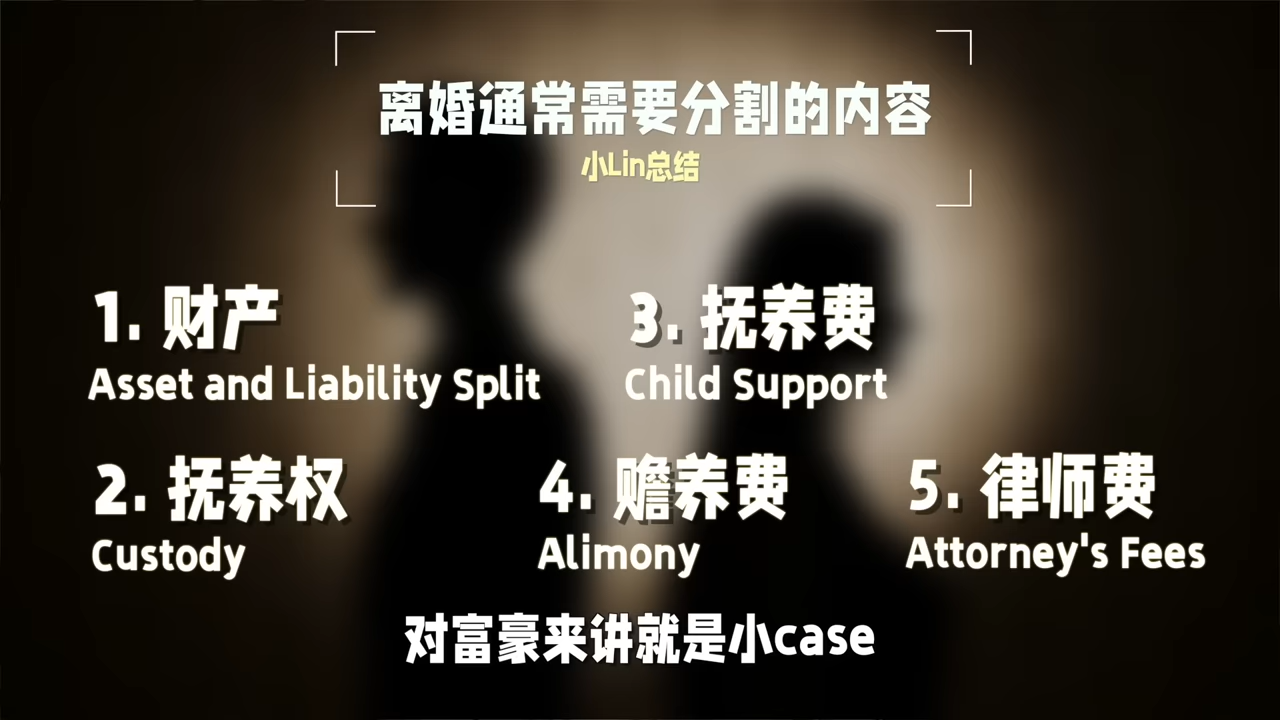 离婚通常需要分割的内容
小Lin总结
1. 财产
Asset and Liability Split
2. 抚养权
Custody
3. 抚养费
Child Support
4. 赡养费
Alimony
5. 律师费
Attorney's Fees
对富豪来讲就是小case